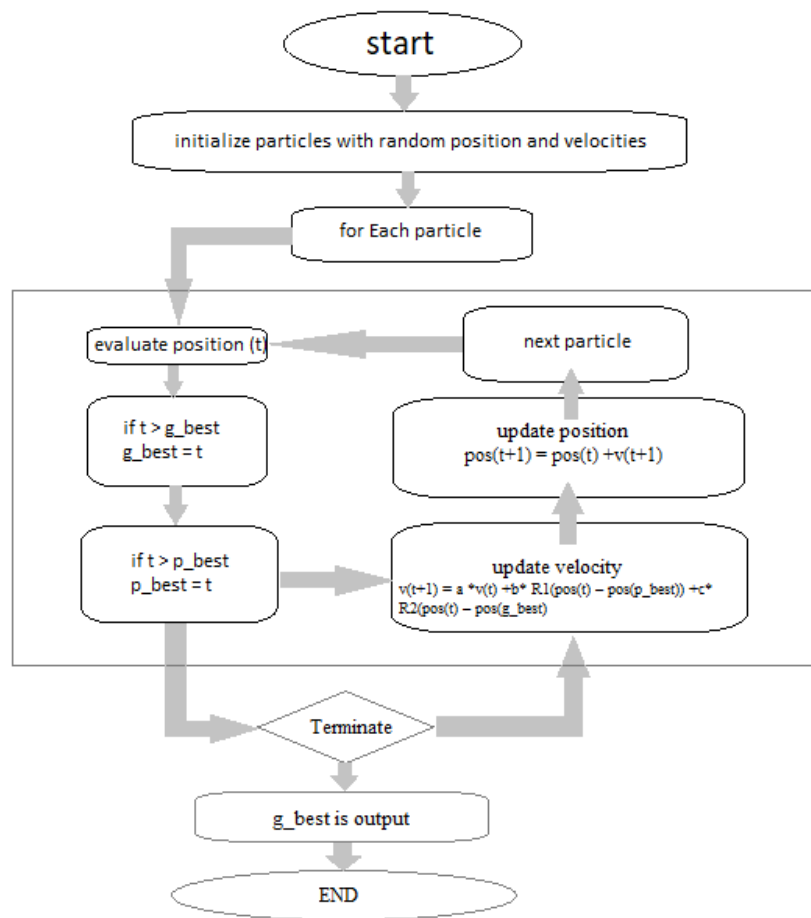 start
initialize particles with random position and velocities
for Each particle
evaluate position (t)
next particle
if t > g_best
g_best = t
update position
pos(t+1) = pos(t) +v(t+1)
if t > p_best
p_best = t
update velocity
v(t+1) = a *v(t) +b* R1(pos(t) – pos(p_best)) +c*
R2(pos(t) – pos(g_best)
Terminate
g_best is output
END